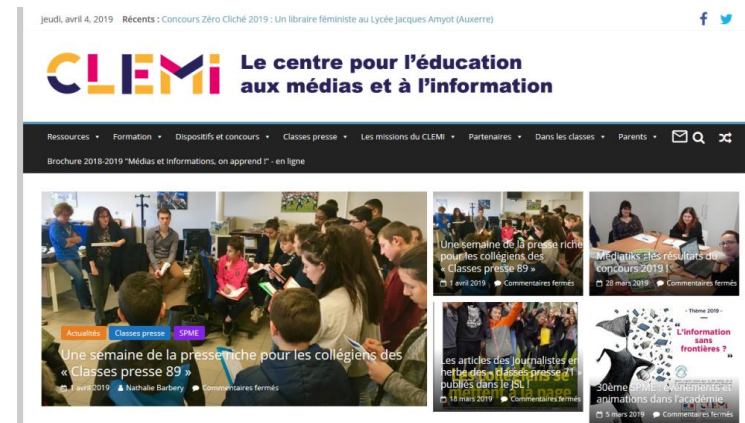 jeudi, avril 4, 2019 Récents : Concours Zéro Cliché 2019 : Un libraire féministe au Lycée Jacques Amyot (Auxerre)
CLEMI
Le centre pour l'éducation
aux médias et à l'information
Ressources Formation Dispositifs et concours Classes presse Les missions du CLEMI Partenaires Dans les classes Parents
Brochure 2018-2019 "Médias et Informations, on apprend !" - en ligne
Actualités Classes presse SPME
Une semaine de la presse riche pour les collégiens des
« Classes presse 89 »
1 avril 2019 Nathalie Barbery Commentaires fermés
Une semaine de la presse riche
pour les collégiens des
« Classes presse 89 »
1 avril 2019 Commentaires fermés
Médiatiks : les résultats du
concours 2019 !
28 mars 2019 Commentaires fermés
Les articles des journalistes en
herbe des « classes presse 71 »
publiés dans le JSL !
mettent à la page
18 mars 2019 Commentaires fermés
- Thème 2019 -
"L'information
sans
frontières ?"
30ème SPME : événements et
animations dans l'académie
5 mars 2019 Commentaires fermés